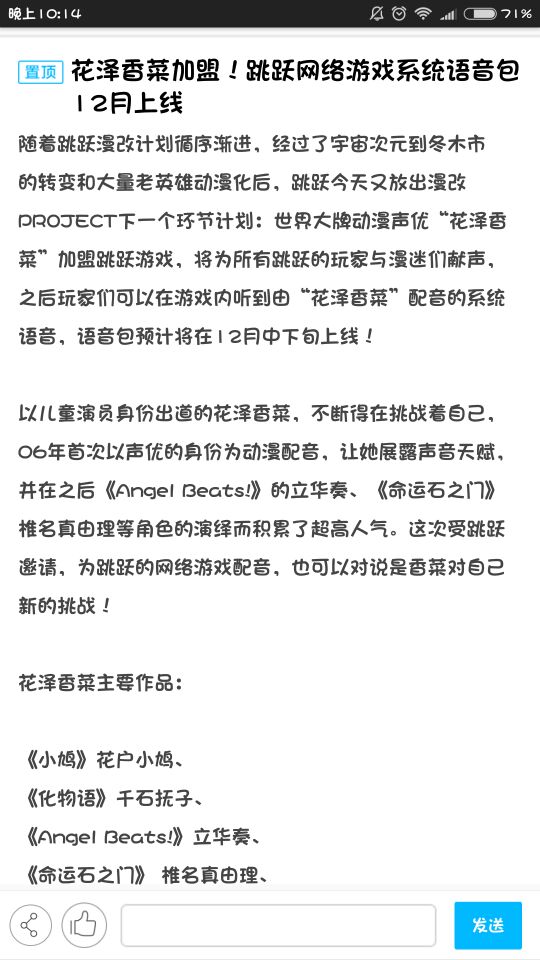 晚上10:14
71%
置顶 花泽香菜加盟！跳跃网络游戏系统语音包
12月上线
随着跳跃漫改计划循序渐进，经过了宇宙次元到冬木市
的转变和大量老英雄动漫化后，跳跃今天又放出漫改
PROJECT下一个环节计划：世界大牌动漫声优“花泽香
菜”加盟跳跃游戏，将为所有跳跃的玩家与漫迷们献声，
之后玩家们可以在游戏内听到由“花泽香菜”配音的系统
语音，语音包预计将在12月中下旬上线！
以儿童演员身份出道的花泽香菜，不断得在挑战着自己，
06年首次以声优的身份为动漫配音，让她展露声音天赋，
并在之后《Angel Beats!》的立华奏、《命运石之门》
椎名真由理等角色的演绎而积累了超高人气。这次受跳跃
邀请，为跳跃的网络游戏配音，也可以对说是香菜对自己
新的挑战！
花泽香菜主要作品：
《小鸠》花户小鸠、
《化物语》千石抚子、
《Angel Beats!》立华奏、
《命运石之门》 椎名真由理、
发送